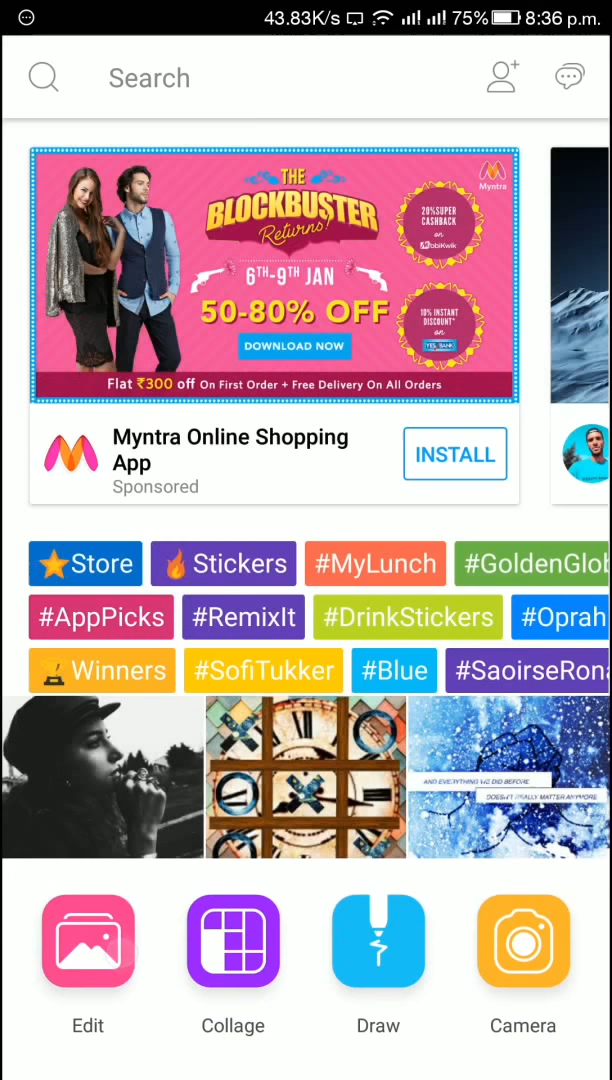 43.83K/s 75% 8:36 p.m.
Search
THE
BLOCKBUSTER
Returns!
6TH-9TH JAN
50-80% OFF
DOWNLOAD NOW
Myntra
20% SUPER
CASHBACK
on
MobiKwik
10% INSTANT
DISCOUNT*
on
YES BANK
Flat ₹300 off On First Order + Free Delivery On All Orders
Myntra Online Shopping
App
Sponsored
INSTALL
Store Stickers #MyLunch #GoldenGlob
#AppPicks #RemixIt #DrinkStickers #Oprah
Winners #SofiTukker #Blue #SaoirseRona
AND EVERYTHING WE DID BEFORE
DOESN'T REALLY MATTER ANYMORE
Edit Collage Draw Camera